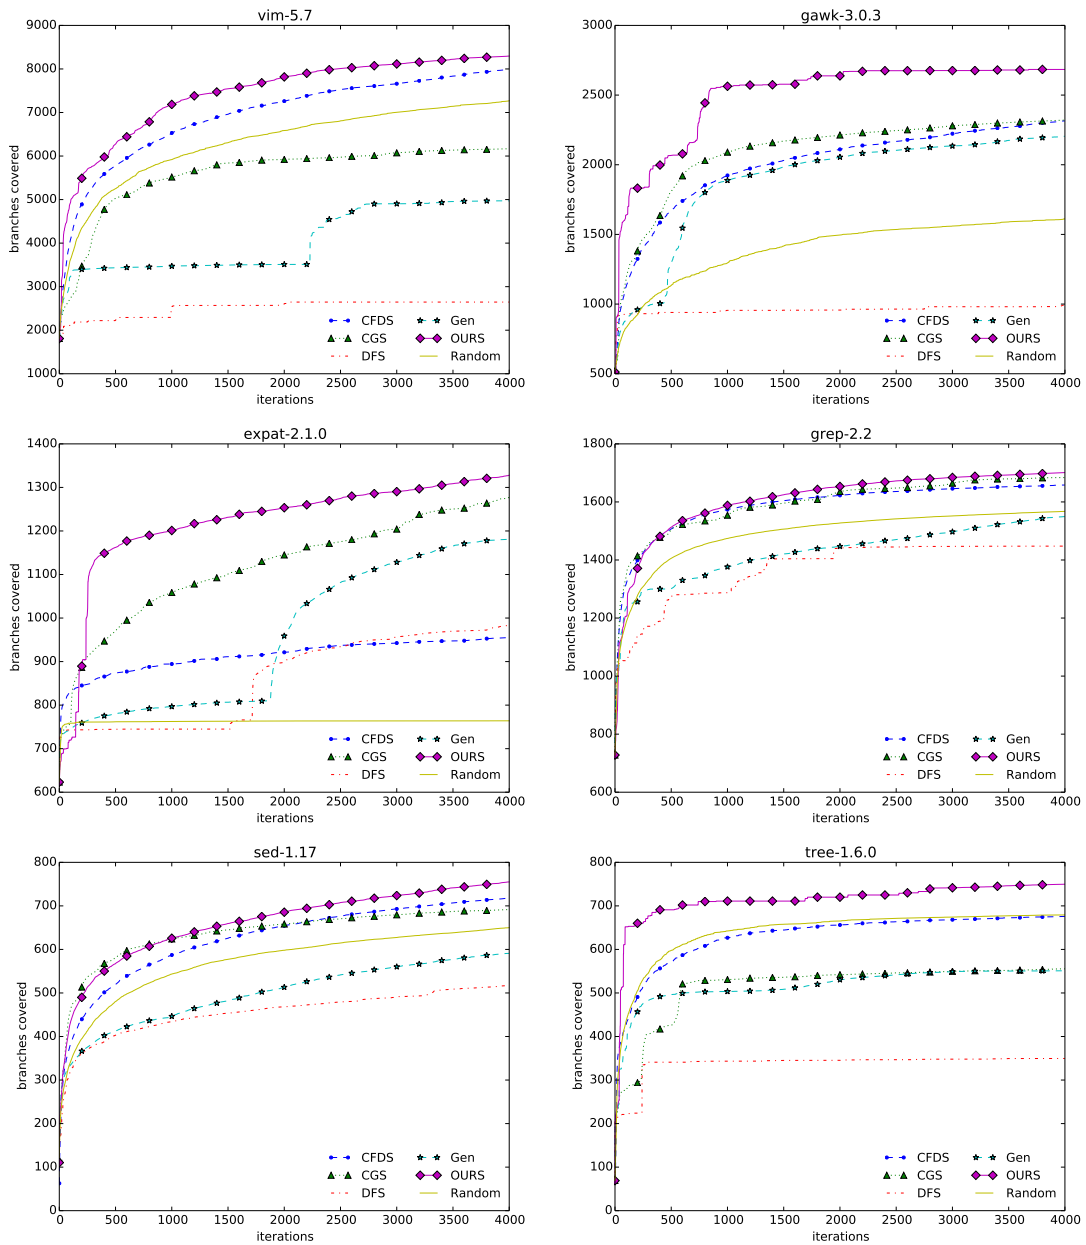 vim-5.7
9000
8000
7000
6000
5000
4000
3000
2000
1000
branches covered
CFDS Gen
CGS OURS
DFS Random
0 500 1000 1500 2000 2500 3000 3500 4000
iterations
gawk-3.0.3
3000
2500
2000
1500
1000
500
branches covered
CFDS Gen
CGS OURS
DFS Random
0 500 1000 1500 2000 2500 3000 3500 4000
iterations
expat-2.1.0
1400
1300
1200
1100
1000
900
800
700
600
branches covered
CFDS Gen
CGS OURS
DFS Random
0 500 1000 1500 2000 2500 3000 3500 4000
iterations
grep-2.2
1800
1600
1400
1200
1000
800
600
branches covered
CFDS Gen
CGS OURS
DFS Random
0 500 1000 1500 2000 2500 3000 3500 4000
iterations
sed-1.17
800
700
600
500
400
300
200
100
0
branches covered
CFDS Gen
CGS OURS
DFS Random
0 500 1000 1500 2000 2500 3000 3500 4000
iterations
tree-1.6.0
800
700
600
500
400
300
200
100
0
branches covered
CFDS Gen
CGS OURS
DFS Random
0 500 1000 1500 2000 2500 3000 3500 4000
iterations